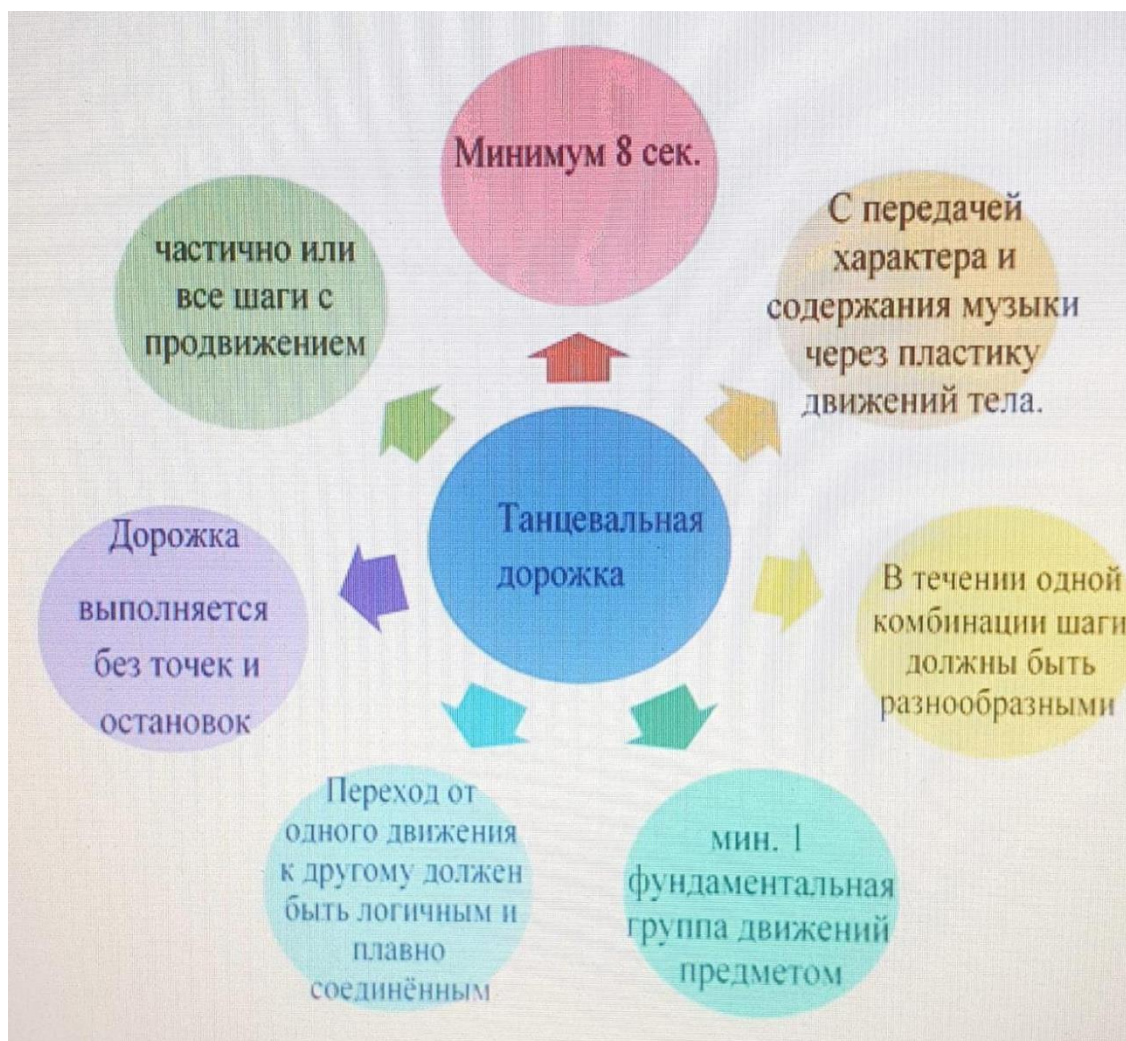 Минимум 8 сек.
С передачей
характера и
содержания музыки
через пластику
движений тела.
В течении одной
комбинации шаги
должны быть
разнообразными
мин. 1
фундаментальная
группа движений
предметом
Переход от
одного движения
к другому должен
быть логичным и
плавно
соединённым
Дорожка
выполняется
без точек и
остановок
частично или
все шаги с
продвижением
Танцевальная
дорожка